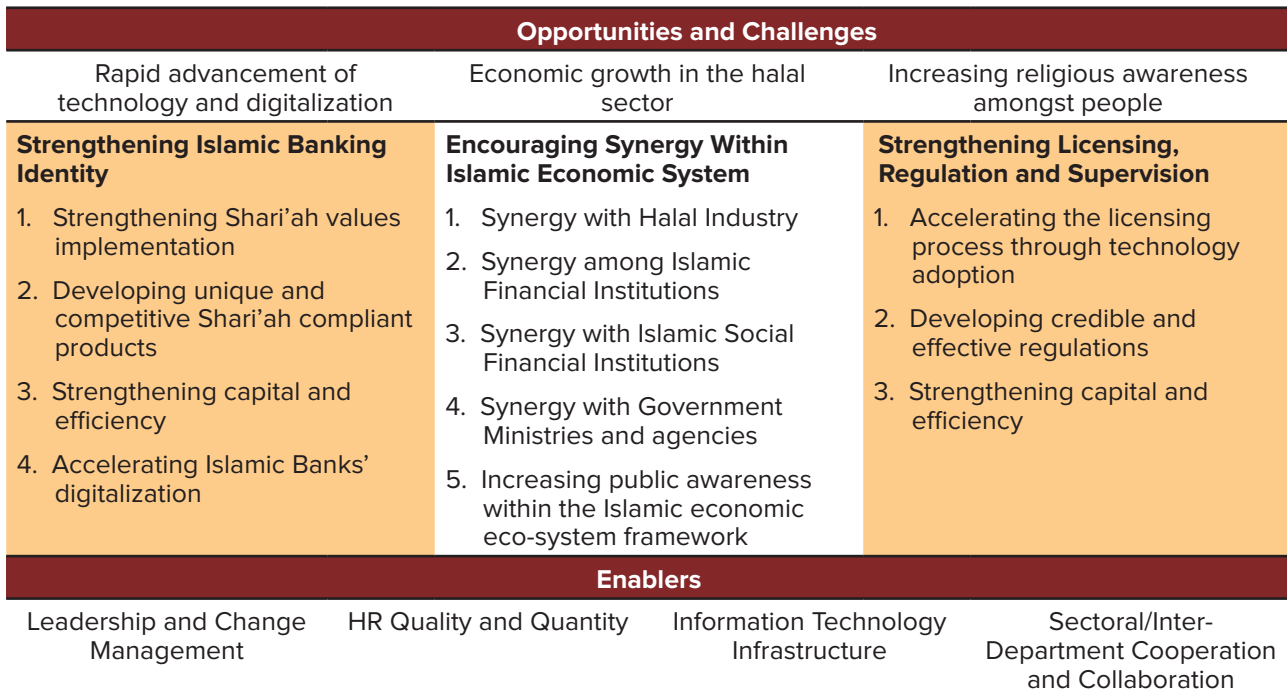 Opportunities and Challenges
Rapid advancement of
technology and digitalization
Economic growth in the halal
sector
Increasing religious awareness
amongst people
Strengthening Islamic Banking
Identity
1. Strengthening Shari’ah values
implementation
2. Developing unique and
competitive Shari’ah compliant
products
3. Strengthening capital and
efficiency
4. Accelerating Islamic Banks’
digitalization
Encouraging Synergy Within
Islamic Economic System
1. Synergy with Halal Industry
2. Synergy among Islamic
Financial Institutions
3. Synergy with Islamic Social
Financial Institutions
4. Synergy with Government
Ministries and agencies
5. Increasing public awareness
within the Islamic economic
eco-system framework
Strengthening Licensing,
Regulation and Supervision
1. Accelerating the licensing
process through technology
adoption
2. Developing credible and
effective regulations
3. Strengthening capital and
efficiency
Enablers
Leadership and Change
Management
HR Quality and Quantity
Information Technology
Infrastructure
Sectoral/Inter-
Department Cooperation
and Collaboration